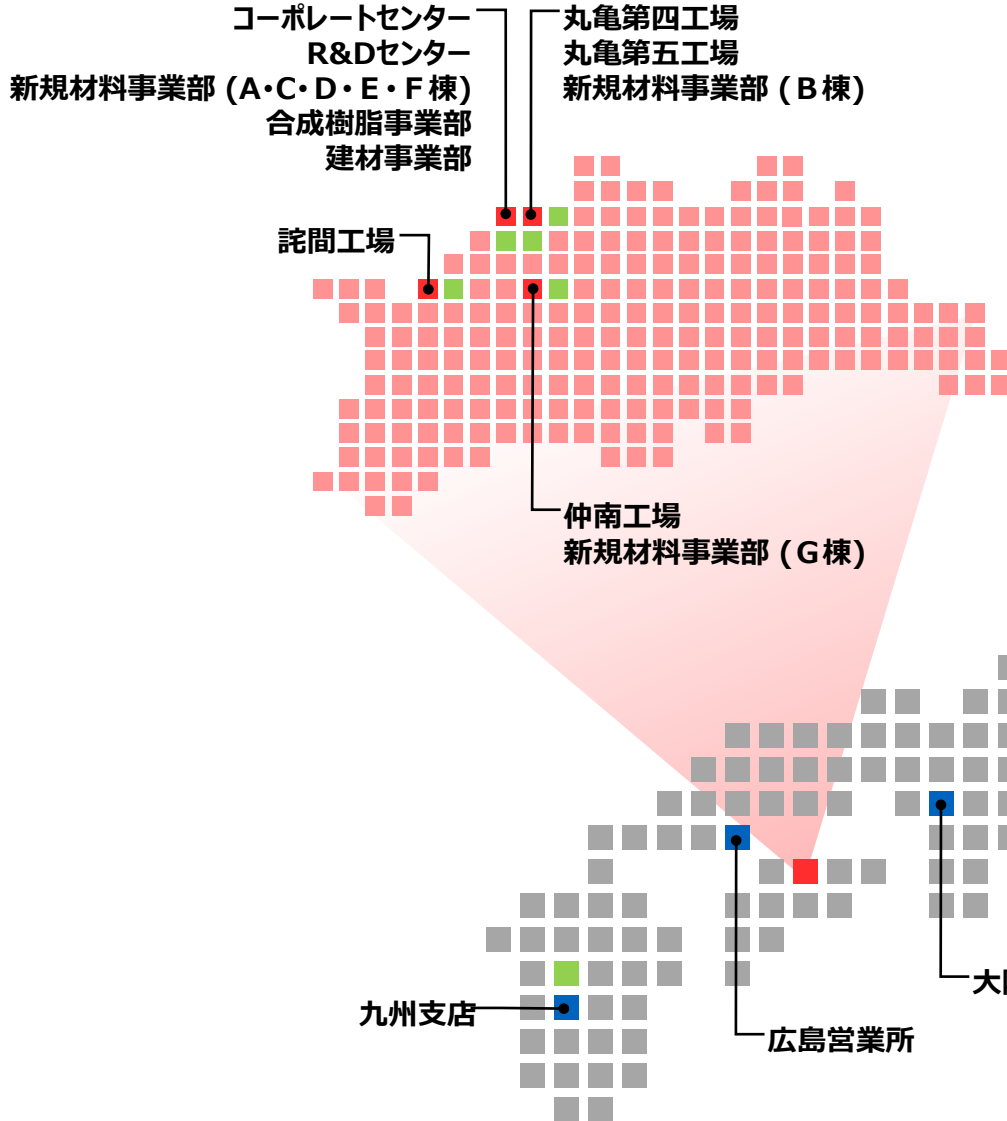 コーポレートセンター
R&Dセンター
新規材料事業部 (A・C・D・E・F棟)
合成樹脂事業部
建材事業部
丸亀第四工場
丸亀第五工場
新規材料事業部 (B棟)
詫間工場
仲南工場
新規材料事業部 (G棟)
大
九州支店
広島営業所